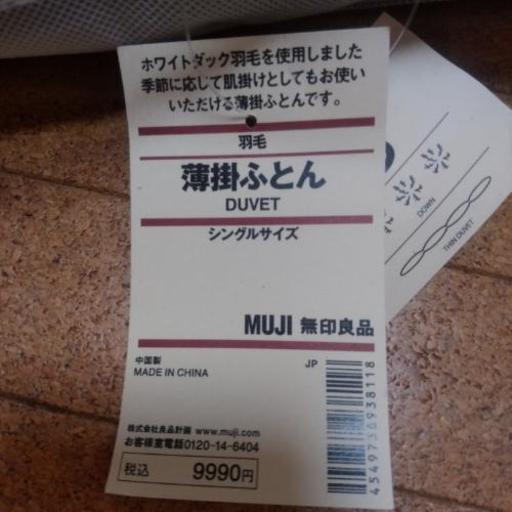 ホワイトダック羽毛を使用しました
季節に応じて肌掛けとしてもお使い
いただける薄掛ふとんです。
羽毛
薄掛ふとん
DUVET
シングルサイズ
MUJI 無印良品
中国製
MADE IN CHINA
JP
株式会社良品計画 www.muji.com
お客様室電話0120-14-6404
税込 9990円
DOWN
THIN DUVET